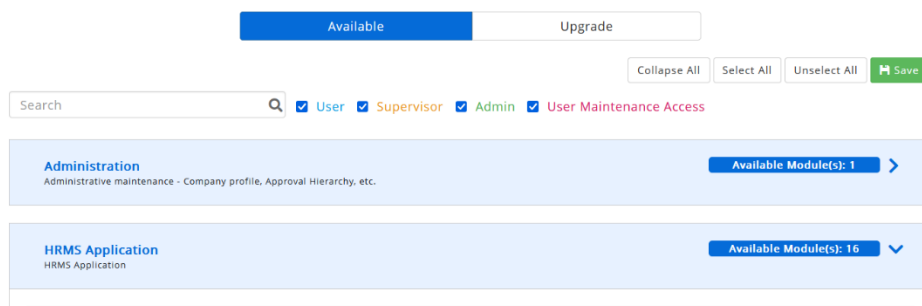 Available Upgrade
Collapse All Select All Unselect All Save
Search User Supervisor Admin User Maintenance Access
Administration Available Module(s): 1
Administrative maintenance - Company profile, Approval Hierarchy, etc.
HRMS Application Available Module(s): 16
HRMS Application